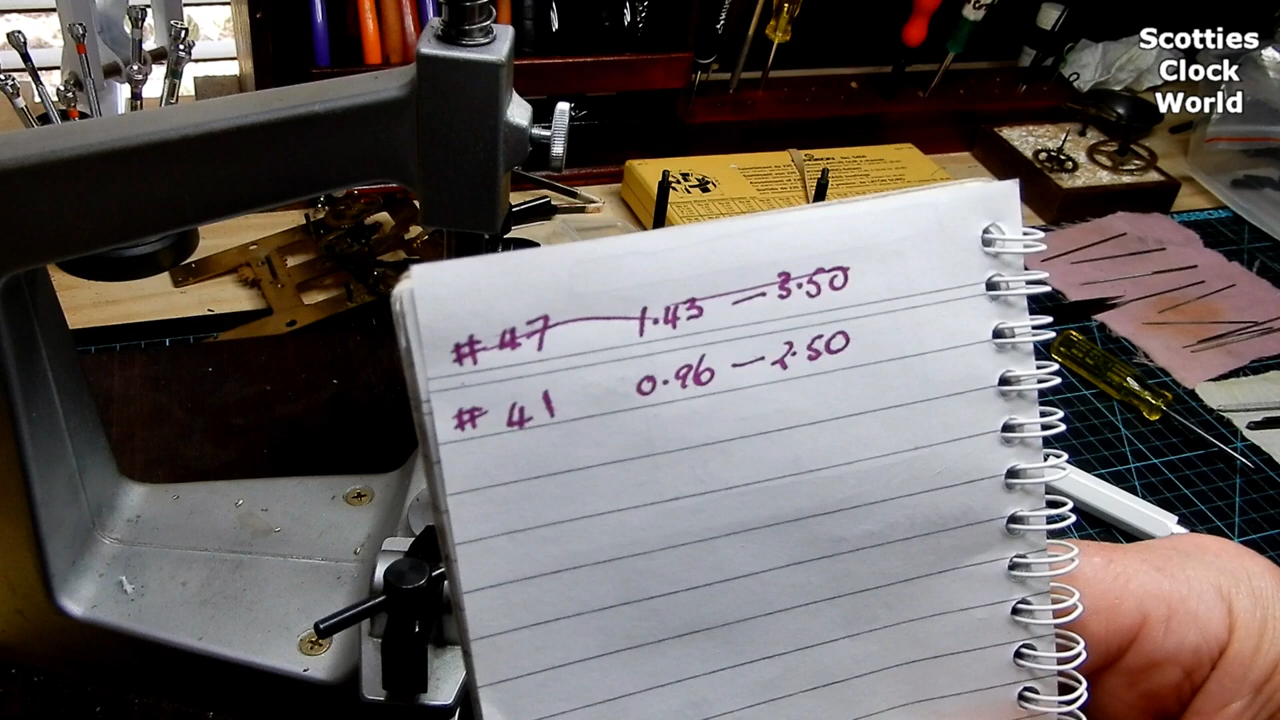 Scotties
Clock
World
# 47 1.43 — 3.50
# 41 0.96 — 2.50